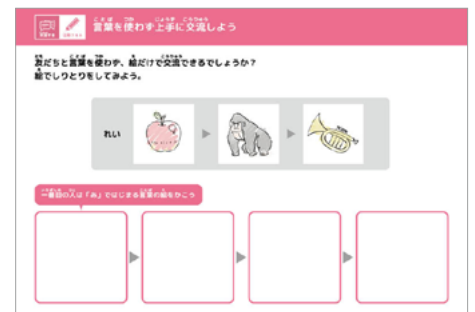 言葉を使わず上手に交流しよう
友だちと言葉を使わず、絵だけで交流できるでしょうか？
絵でしりとりをしてみよう。
れい
一番目の人は「み」ではじまる言葉の絵をかこう